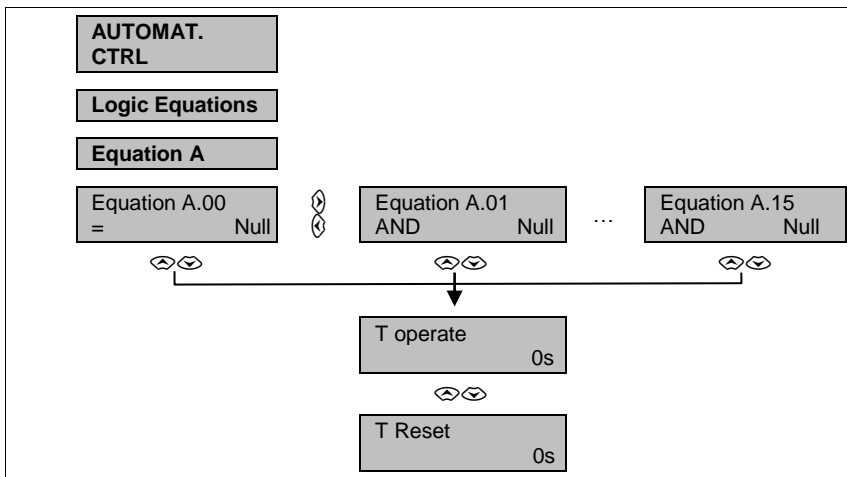 AUTOMAT.
CTRL
Logic Equations
Equation A
Equation A.00
= Null
Equation A.01
AND Null
...
Equation A.15
AND Null
T operate
0s
T Reset
0s